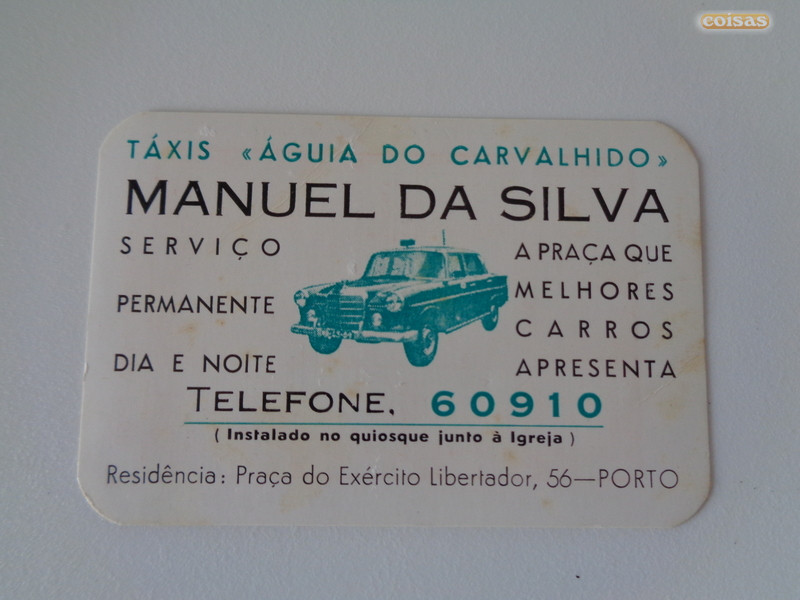 coisas
TÁXIS «ÁGUIA DO CARVALHIDO»
MANUEL DA SILVA
SERVIÇO
PERMANENTE
DIA E NOITE
A PRAÇA QUE
MELHORES
CARROS
APRESENTA
TELEFONE. 60910
(Instalado no quiosque junto à Igreja)
Residência: Praça do Exército Libertador, 56—PORTO